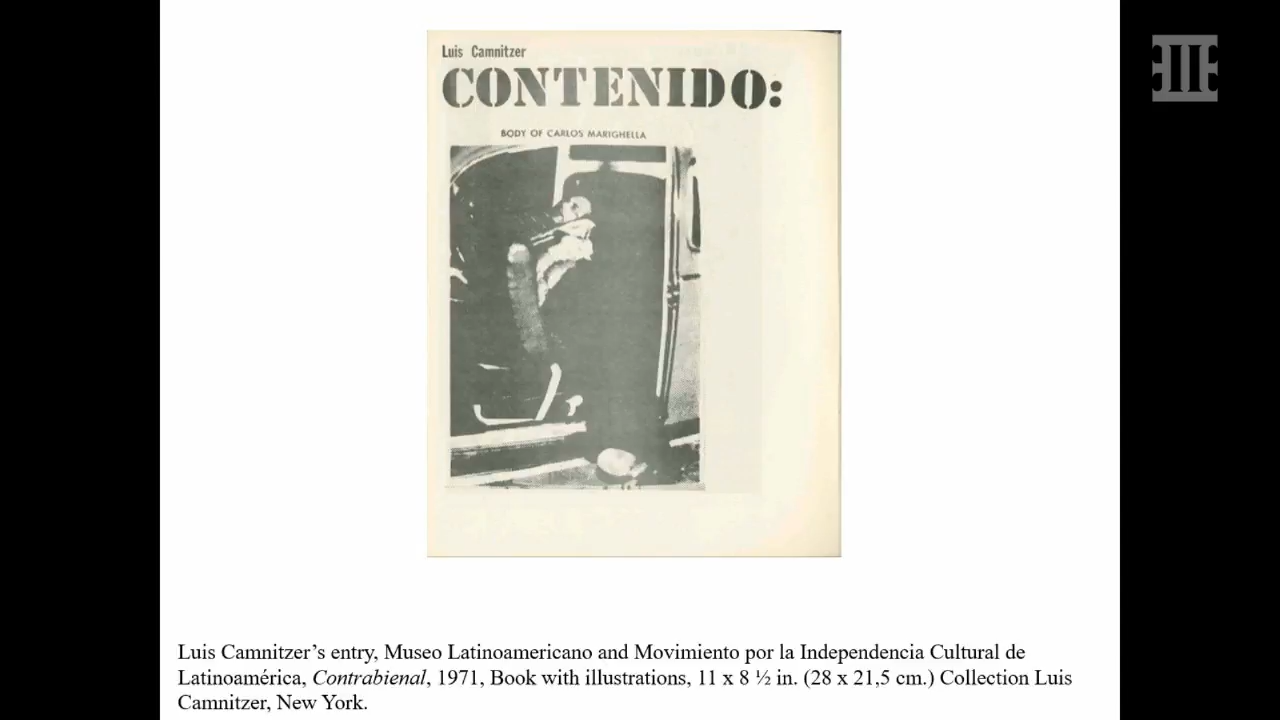 Luis Camnitzer
CONTENIDO:
BODY OF CARLOS MARIGHELLA
Luis Camnitzer’s entry, Museo Latinoamericano and Movimiento por la Independencia Cultural de
Latinoamérica, Contrabienal, 1971, Book with illustrations, 11 x 8 ½ in. (28 x 21,5 cm.) Collection Luis
Camnitzer, New York.